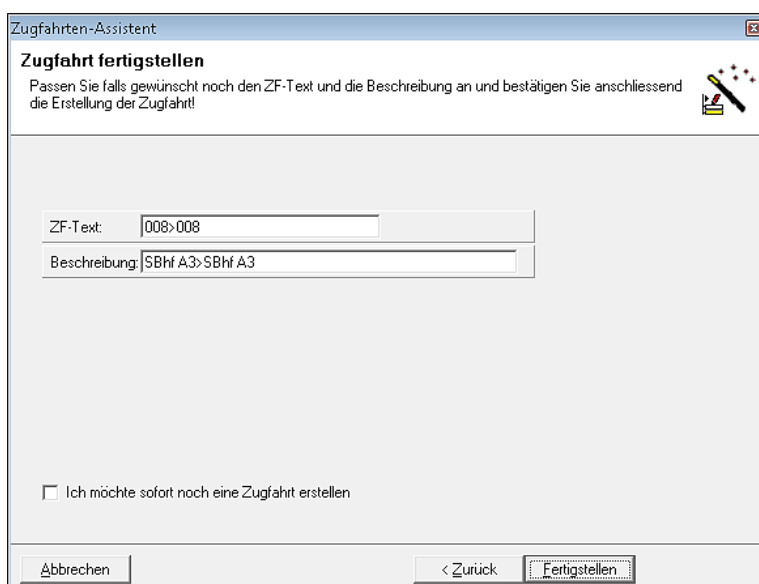 Zugfahrten-Assistent
Zugfahrt fertigstellen
Passen Sie falls gewünscht noch den ZF-Text und die Beschreibung an und bestätigen Sie anschliessend
die Erstellung der Zugfahrt!
ZF-Text: 008>008
Beschreibung: SBhf A3>SBhf A3
Ich möchte sofort noch eine Zugfahrt erstellen
Abbrechen < Zurück Fertigstellen